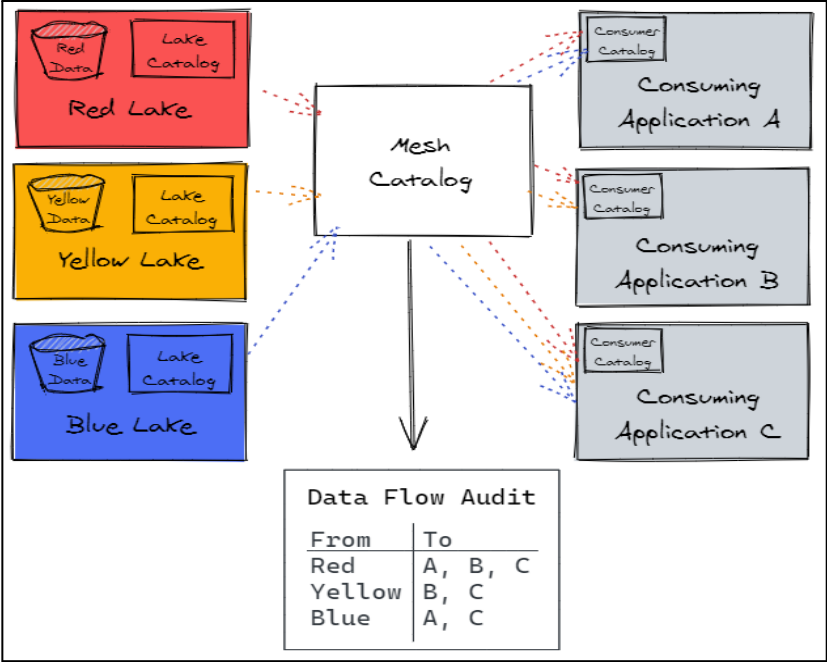 Red
Data
Lake
Catalog
Red Lake
Yellow
Data
Lake
Catalog
Yellow Lake
Blue
Data
Lake
Catalog
Blue Lake
Mesh
Catalog
Consumer
Catalog
Consuming
Application A
Consumer
Catalog
Consuming
Application B
Consumer
Catalog
Consuming
Application C
Data Flow Audit
From To
Red A, B, C
Yellow B, C
Blue A, C